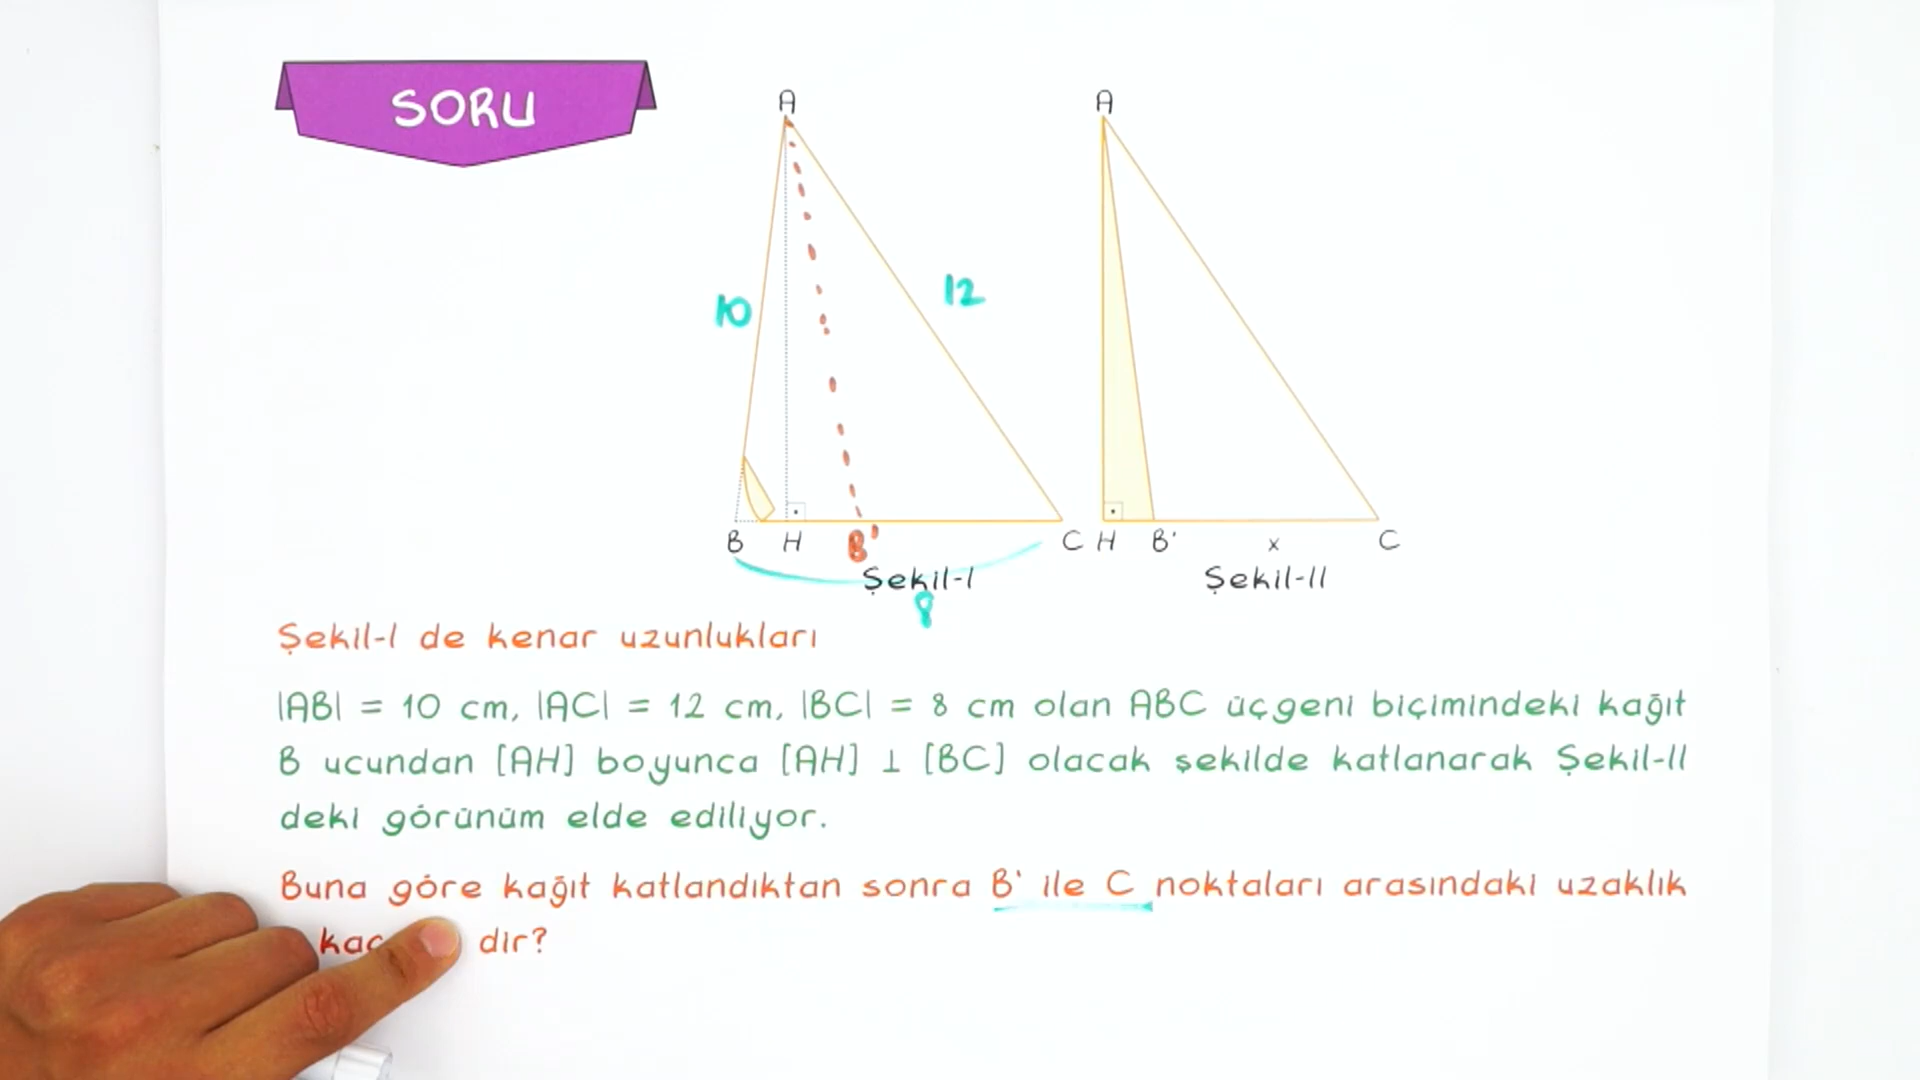 SORU
A
A
10
12
B H B' C H B' x C
Şekil-I
Şekil-II
8
Şekil-I de kenar uzunlukları
|AB| = 10 cm, |AC| = 12 cm, |BC| = 8 cm olan ABC üçgeni biçimindeki kağıt
B ucundan [AH] boyunca [AH] ⊥ [BC] olacak şekilde katlanarak Şekil-II
deki görünüm elde ediliyor.
Buna göre kağıt katlandıktan sonra B' ile C noktaları arasındaki uzaklık
dir?